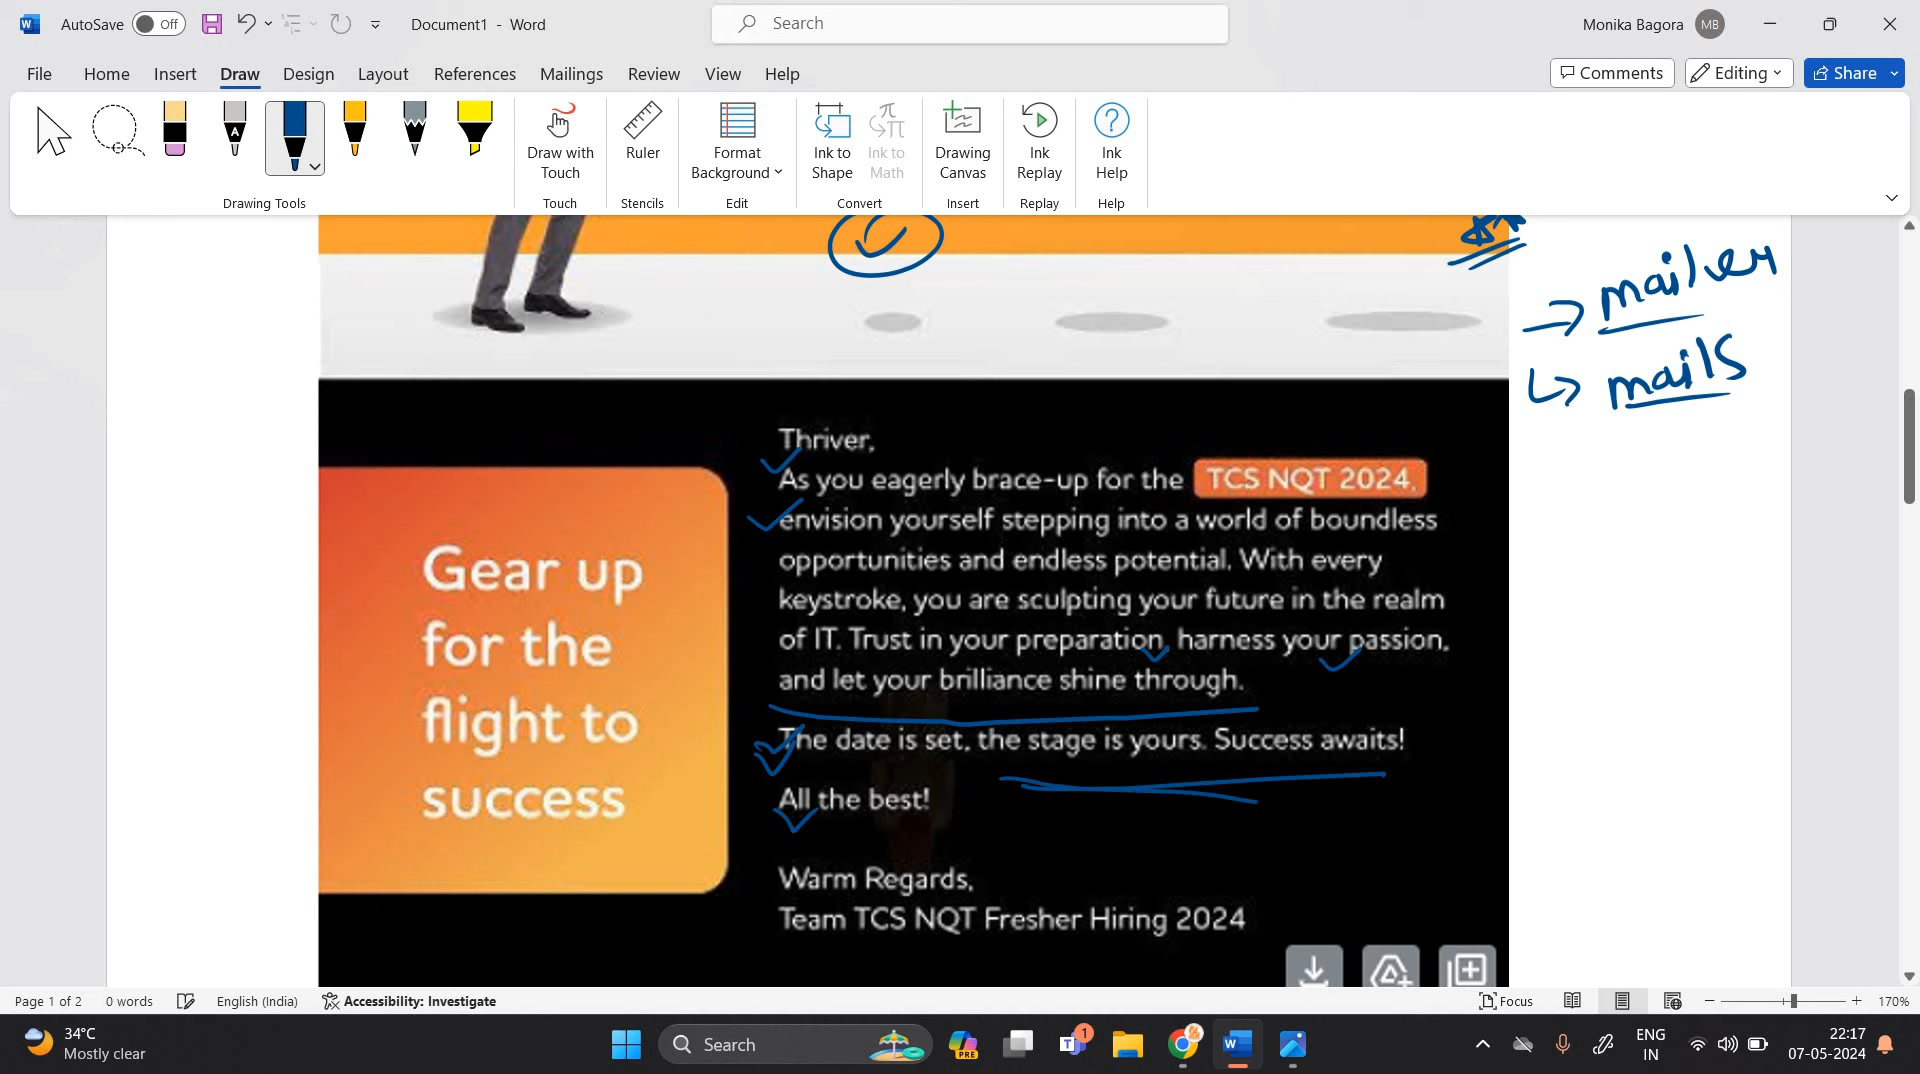 AutoSave Off Document1 - Word Search Monika Bagora MB
File Home Insert Draw Design Layout References Mailings Review View Help Comments Editing Share
A
Draw with Touch
Ruler
Format Background
Ink to Shape
Ink to Math
Drawing Canvas
Ink Replay
Ink Help
Drawing Tools Touch Stencils Edit Convert Insert Replay Help
mailer
mails
Gear up
for the
flight to
success
Thriver,
As you eagerly brace-up for the TCS NQT 2024,
envision yourself stepping into a world of boundless
opportunities and endless potential. With every
keystroke, you are sculpting your future in the realm
of IT. Trust in your preparation, harness your passion,
and let your brilliance shine through.
The date is set, the stage is yours. Success awaits!
All the best!
Warm Regards,
Team TCS NQT Fresher Hiring 2024
Page 1 of 2 0 words English (India) Accessibility: Investigate Focus 170%
34°C
Mostly clear
Search
PRE
1
ENG
IN
22:17
07-05-2024